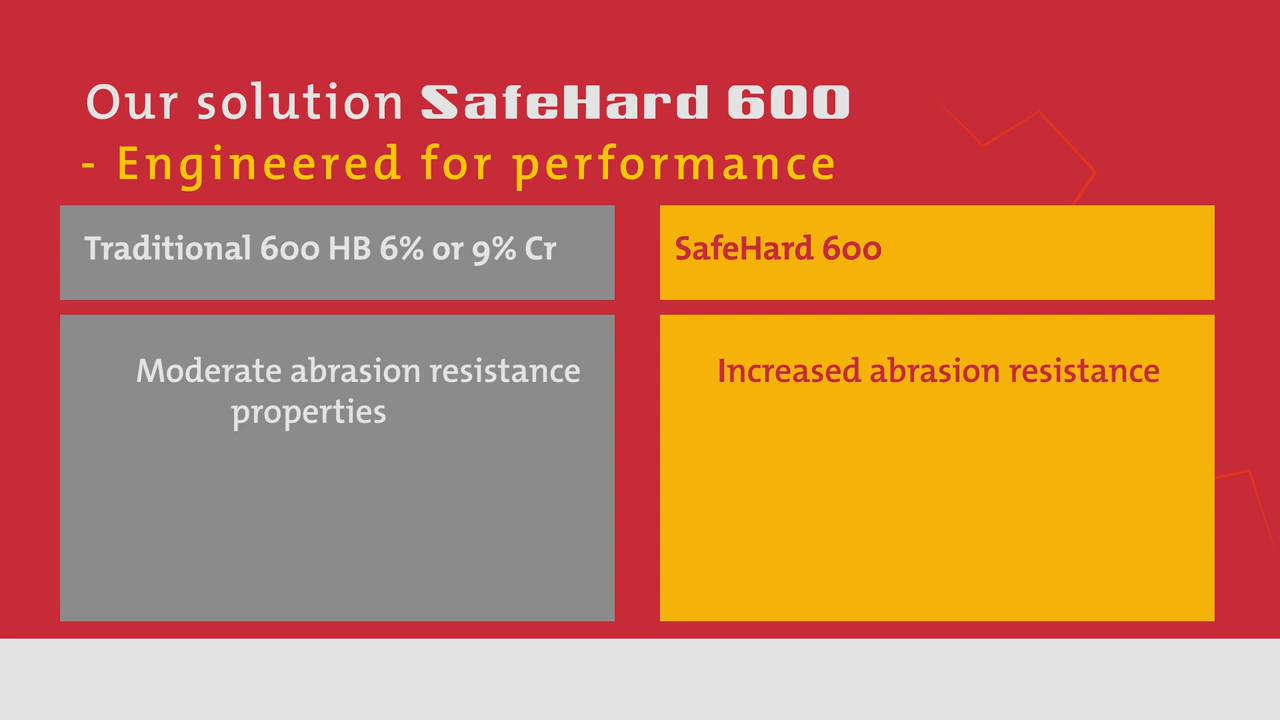 Our solution SafeHard 600
- Engineered for performance
Traditional 600 HB 6% or 9% Cr
SafeHard 600
Moderate abrasion resistance
properties
Increased abrasion resistance